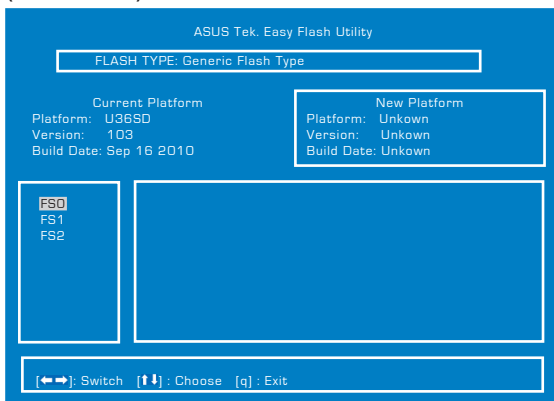 ASUS Tek. Easy Flash Utility
FLASH TYPE: Generic Flash Type
Current Platform
Platform: U36SD
Version: 103
Build Date: Sep 16 2010
New Platform
Platform: Unkown
Version: Unkown
Build Date: Unkown
FS0
FS1
FS2
[←→]: Switch [↑↓] : Choose [q] : Exit